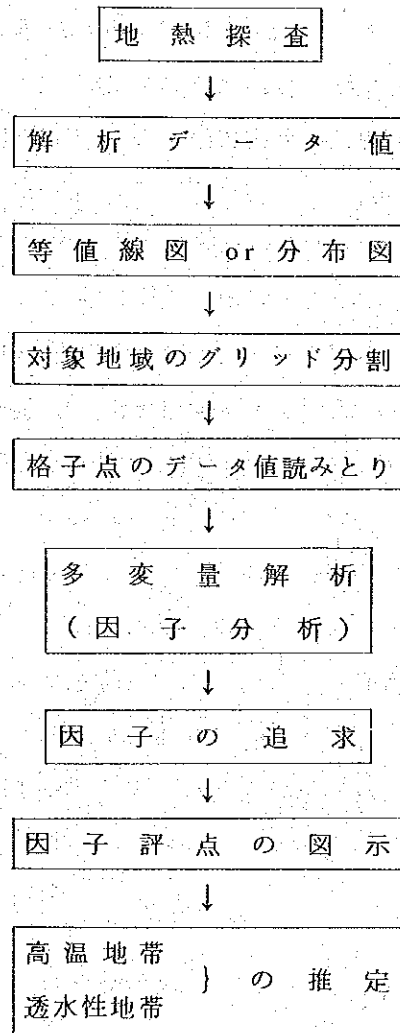 地熱探査
↓
解析データ値
↓
等値線図 or 分布図
↓
対象地域のグリッド分割
↓
格子点のデータ値読みとり
↓
多変量解析
(因子分析)
↓
因子の追求
↓
因子評点の図示
↓
高温地帯
} の推定
透水性地帯